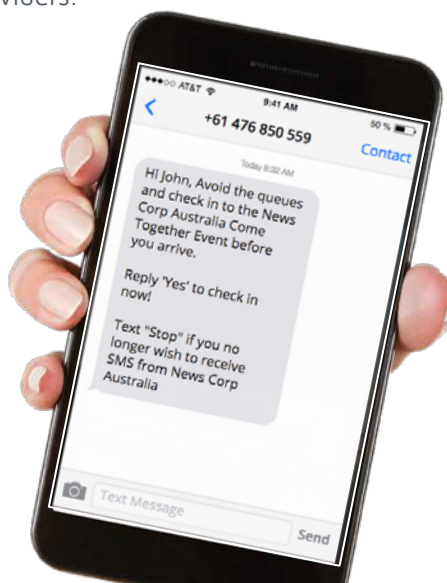 viders.
AT&T 9:41 AM 50 %
+61 476 850 559 Contact
Today 8:32 AM
Hi John, Avoid the queues
and check in to the News
Corp Australia Come
Together Event before
you arrive.
Reply 'Yes' to check in
now!
Text "Stop" if you no
longer wish to receive
SMS from News Corp
Australia
Text Message Send